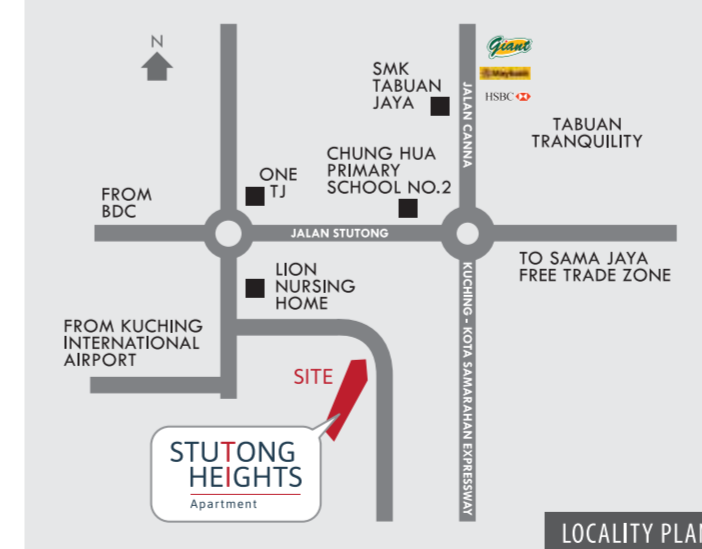 N
Giant
Maybank
HSBC
SMK
TABUAN
JAYA
JALAN CANNA
TABUAN
TRANQUILITY
CHUNG HUA
PRIMARY
SCHOOL NO.2
ONE
TJ
FROM
BDC
JALAN STUTONG
TO SAMA JAYA
FREE TRADE ZONE
LION
NURSING
HOME
KUCHING - KOTA SAMARAHAN EXPRESSWAY
FROM KUCHING
INTERNATIONAL
AIRPORT
SITE
STUTONG
HEIGHTS
Apartment
LOCALITY PLAN